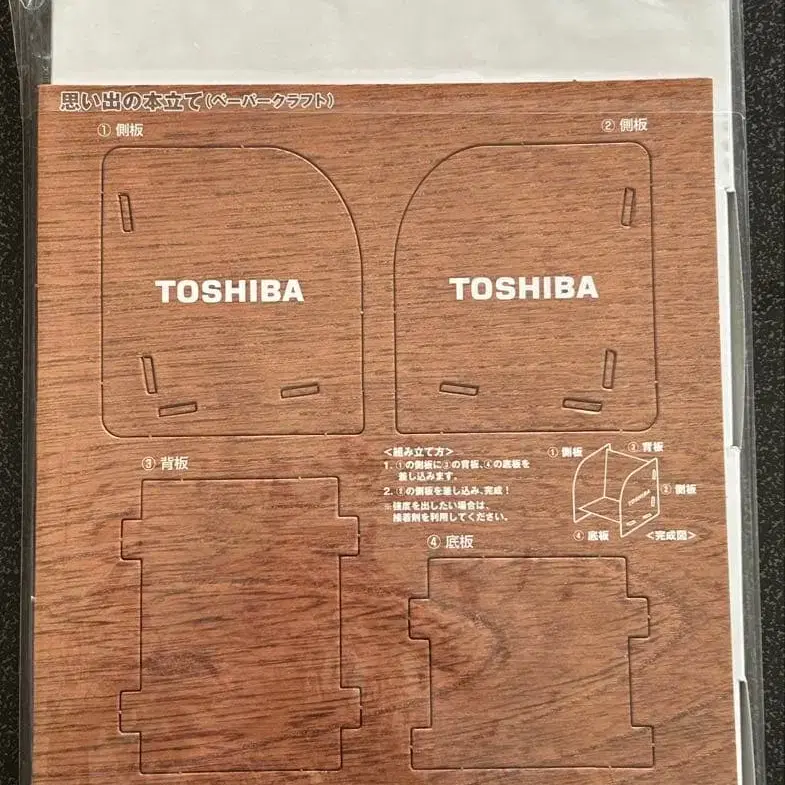 思い出の本立て(ペーパークラフト)
① 側板
② 側板
TOSHIBA
TOSHIBA
③ 背板
<組み立て方>
1. ①の側板に③の背板、④の底板を
差し込みます。
2. ②の側板を差し込み、完成！
※強度を出したい場合は、
接着剤を利用してください。
① 側板
③ 背板
TOSHIBA
② 側板
④ 底板
<完成図>
④ 底板